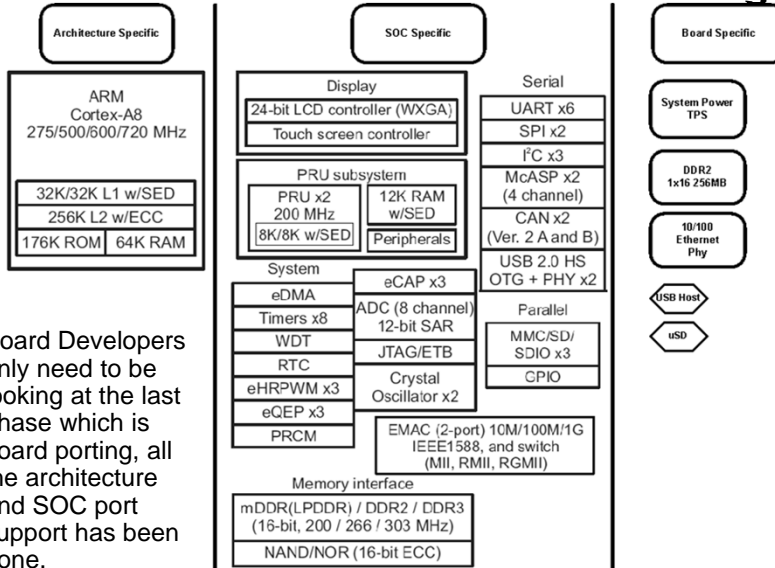 Architecture Specific
ARM
Cortex-A8
275/500/600/720 MHz
32K/32K L1 w/SED
256K L2 w/ECC
176K ROM
64K RAM
oard Developers
nly need to be
ooking at the last
hase which is
oard porting, all
he architecture
nd SOC port
upport has been
one.
SOC Specific
Display
24-bit LCD controller (WXGA)
Touch screen controller
PRU subsystem
PRU x2
200 MHz
8K/8K w/SED
12K RAM
w/SED
Peripherals
Serial
UART x6
SPI x2
I²C x3
McASP x2
(4 channel)
CAN x2
(Ver. 2 A and B)
USB 2.0 HS
OTG + PHY x2
System
eDMA
Timers x8
WDT
RTC
eHRPWM x3
eQEP x3
PRCM
eCAP x3
ADC (8 channel)
12-bit SAR
JTAG/ETB
Crystal
Oscillator x2
Parallel
MMC/SD/
SDIO x3
GPIO
EMAC (2-port) 10M/100M/1G
IEEE1588, and switch
(MII, RMII, RGMII)
Memory interface
mDDR(LPDDR) / DDR2 / DDR3
(16-bit, 200 / 266 / 303 MHz)
NAND/NOR (16-bit ECC)
Board Specific
System Power
TPS
DDR2
1x16 256MB
10/100
Ethernet
Phy
USB Host
uSD